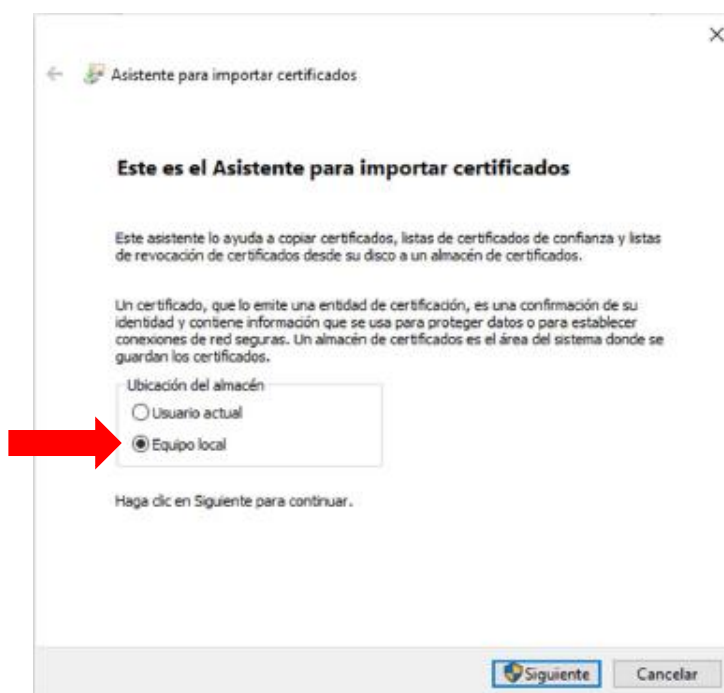 Asistente para importar certificados
Este es el Asistente para importar certificados
Este asistente lo ayuda a copiar certificados, listas de certificados de confianza y listas
de revocación de certificados desde su disco a un almacén de certificados.
Un certificado, que lo emite una entidad de certificación, es una confirmación de su
identidad y contiene información que se usa para proteger datos o para establecer
conexiones de red seguras. Un almacén de certificados es el área del sistema donde se
guardan los certificados.
Ubicación del almacén
Usuario actual
Equipo local
Haga clic en Siguiente para continuar.
Siguiente Cancelar